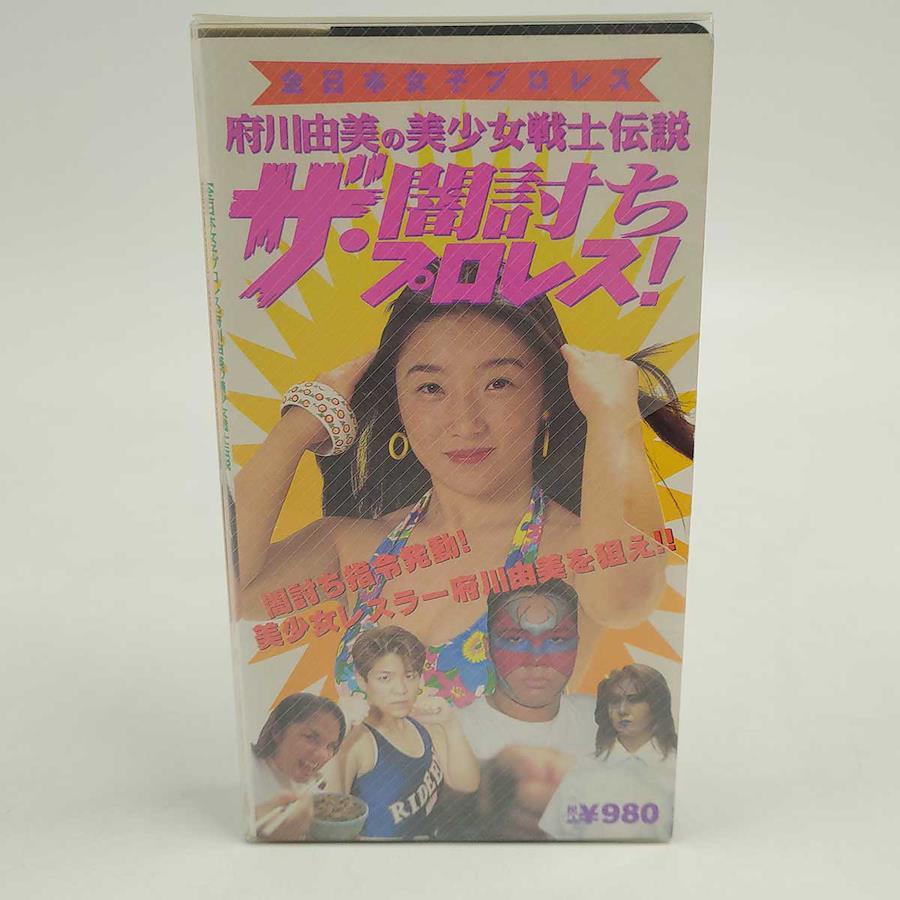 全日本女子プロレス
府川由美の美少女戦士伝説
ザ・闇討ち
プロレス!
闇討ち指令発動!
美少女レスラー府川由美を狙え!!
RIDEEN
¥980